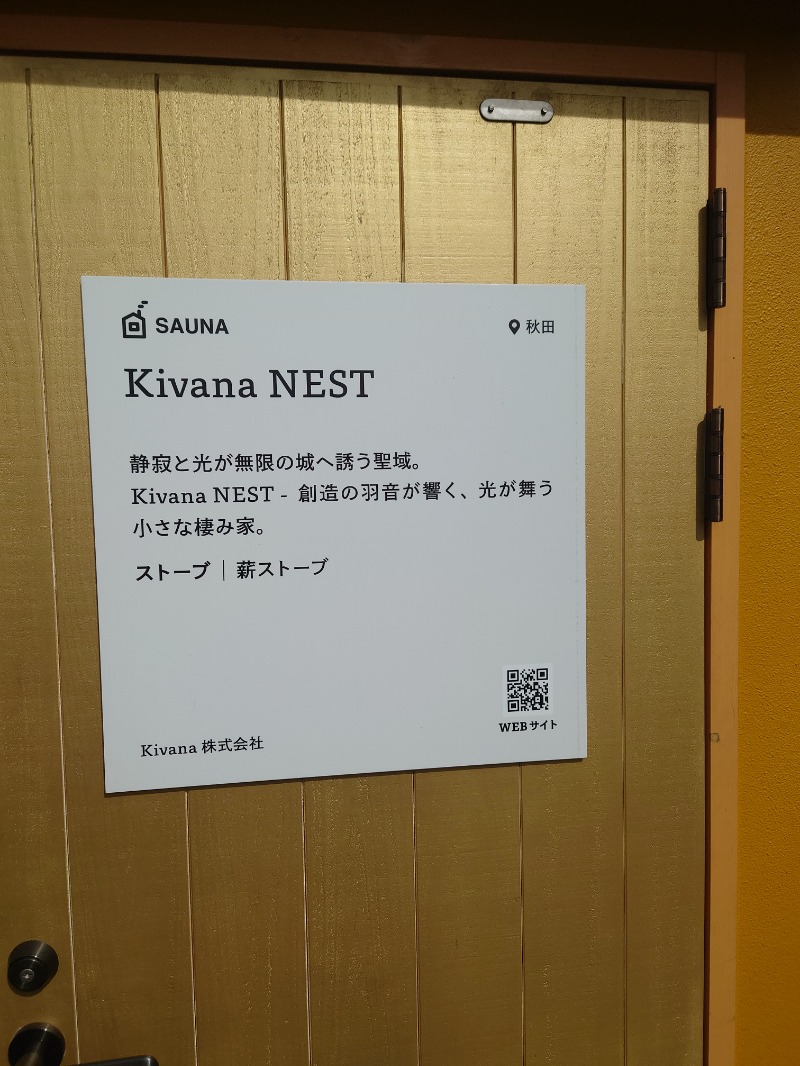 SAUNA
秋田
Kivana NEST
静寂と光が無限の城へ誘う聖域。
Kivana NEST - 創造の羽音が響く、光が舞う
小さな棲み家。
ストーブ | 薪ストーブ
WEBサイト
Kivana 株式会社